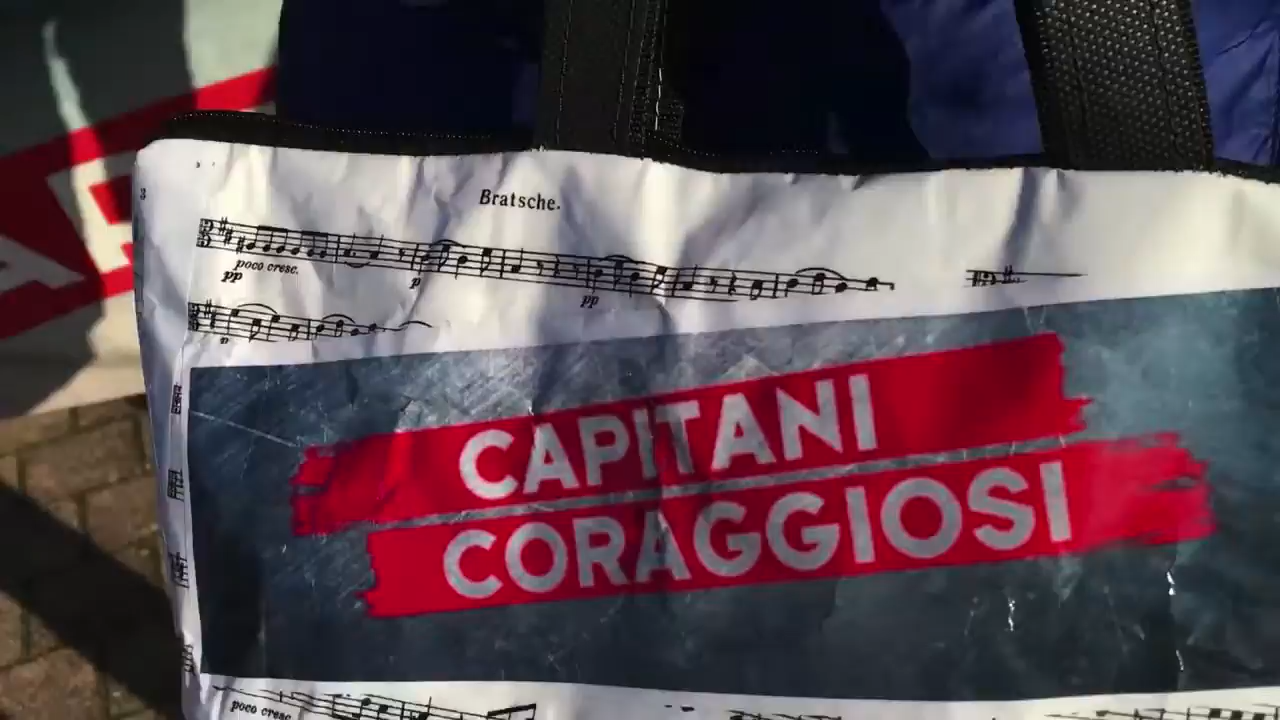 3
Bratsche.
poco cresc.
pp
p
pp
p
CAPITANI
CORAGGIOSI
poco cresc.